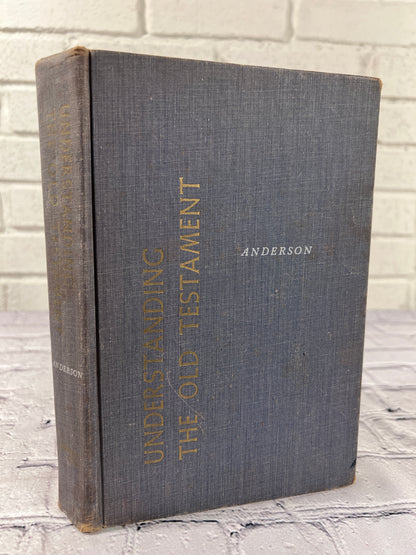 UNDERSTANDING
THE OLD TESTAMENT
ANDERSON
ANDERSON